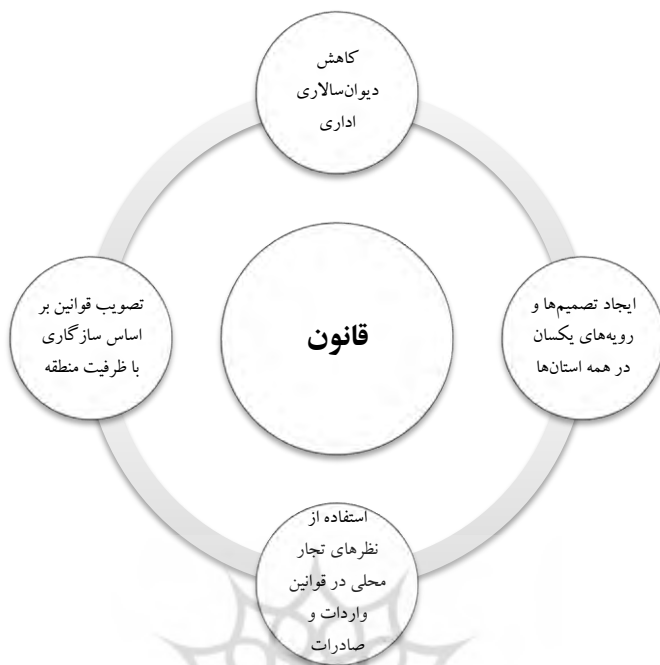 کاهش
دیوان‌سالاری
اداری
ایجاد تصمیم‌ها و
رویه‌های یکسان
در همه استان‌ها
قانون
تصویب قوانین بر
اساس سازگاری
با ظرفیت منطقه
استفاده از
نظرهای تجار
محلی در قوانین
واردات و
صادرات